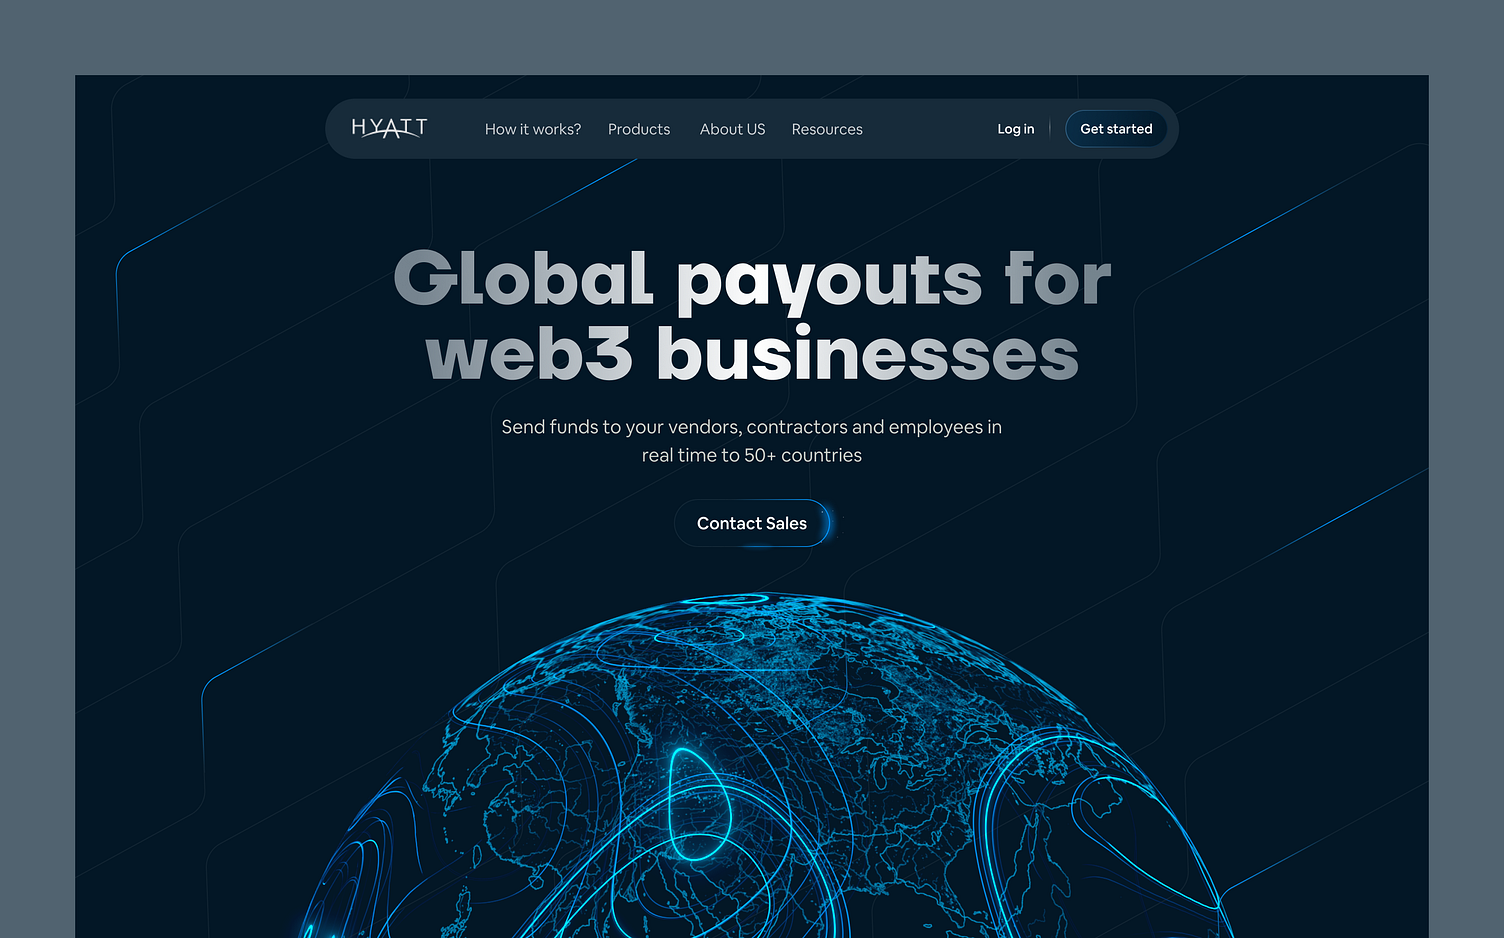 HYATT How it works? Products About US Resources Log in Get started
Global payouts for
web3 businesses
Send funds to your vendors, contractors and employees in
real time to 50+ countries
Contact Sales